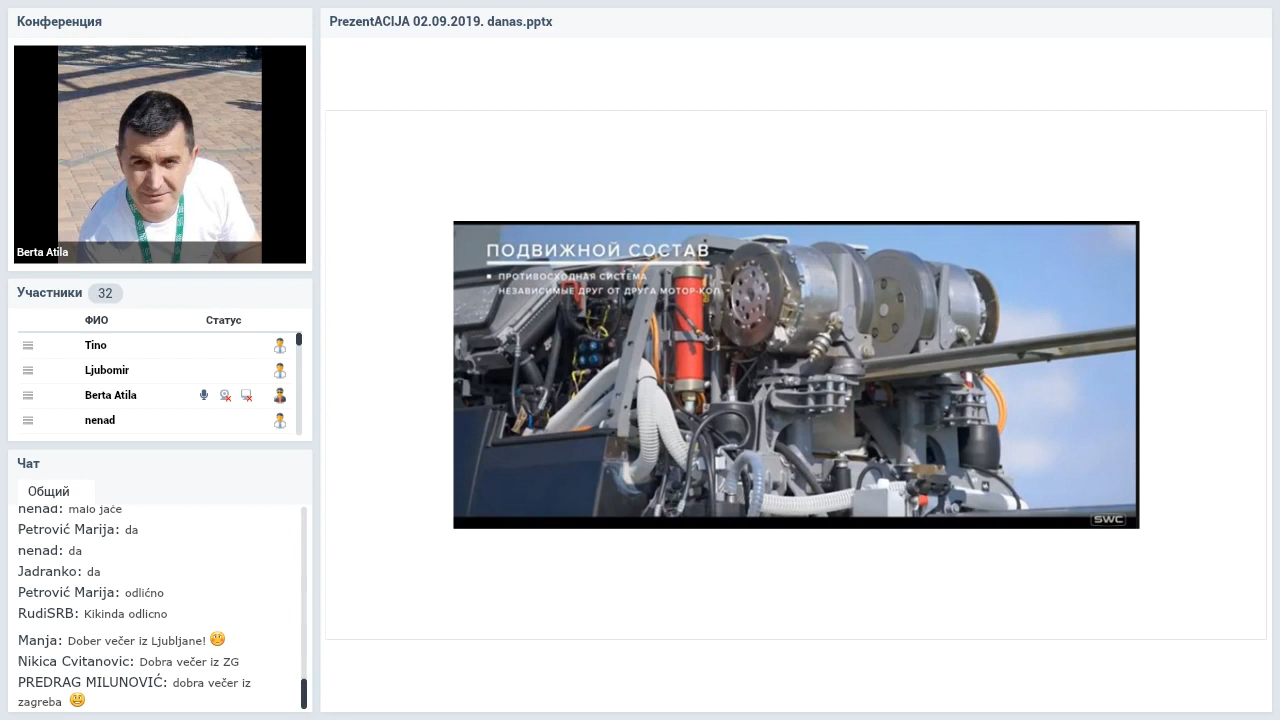 Конференция
Berta Atila
Участники 32
ФИО Статус
Tino
Ljubomir
Berta Atila
nenad
Чат
Общий
nenad: malo jače
Petrović Marija: da
nenad: da
Jadranko: da
Petrović Marija: odlićno
RudiSRB: Kikinda odlicno
Manja: Dober večer iz Ljubljane!
Nikica Cvitanovic: Dobra večer iz ZG
PREDRAG MILUNOVIĆ: dobra večer iz
zagreba
PrezentACIJA 02.09.2019. danas.pptx
ПОДВИЖНОЙ СОСТАВ
ПРОТИВОСХОДНАЯ СИСТЕМА
НЕЗАВИСИМЫЕ ДРУГ ОТ ДРУГА МОТОР-КОЛ
SWC